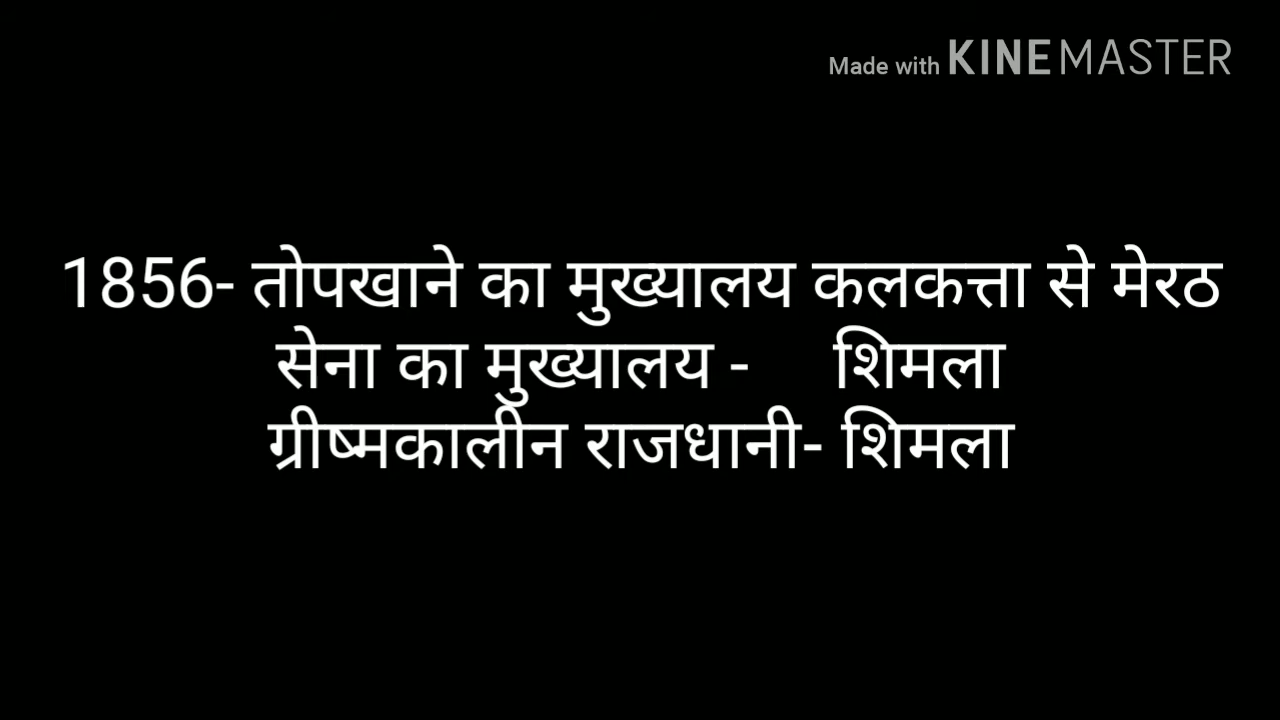 Made with KINEMASTER
1856- तोपखाने का मुख्यालय कलकत्ता से मेरठ
सेना का मुख्यालय - शिमला
ग्रीष्मकालीन राजधानी- शिमला